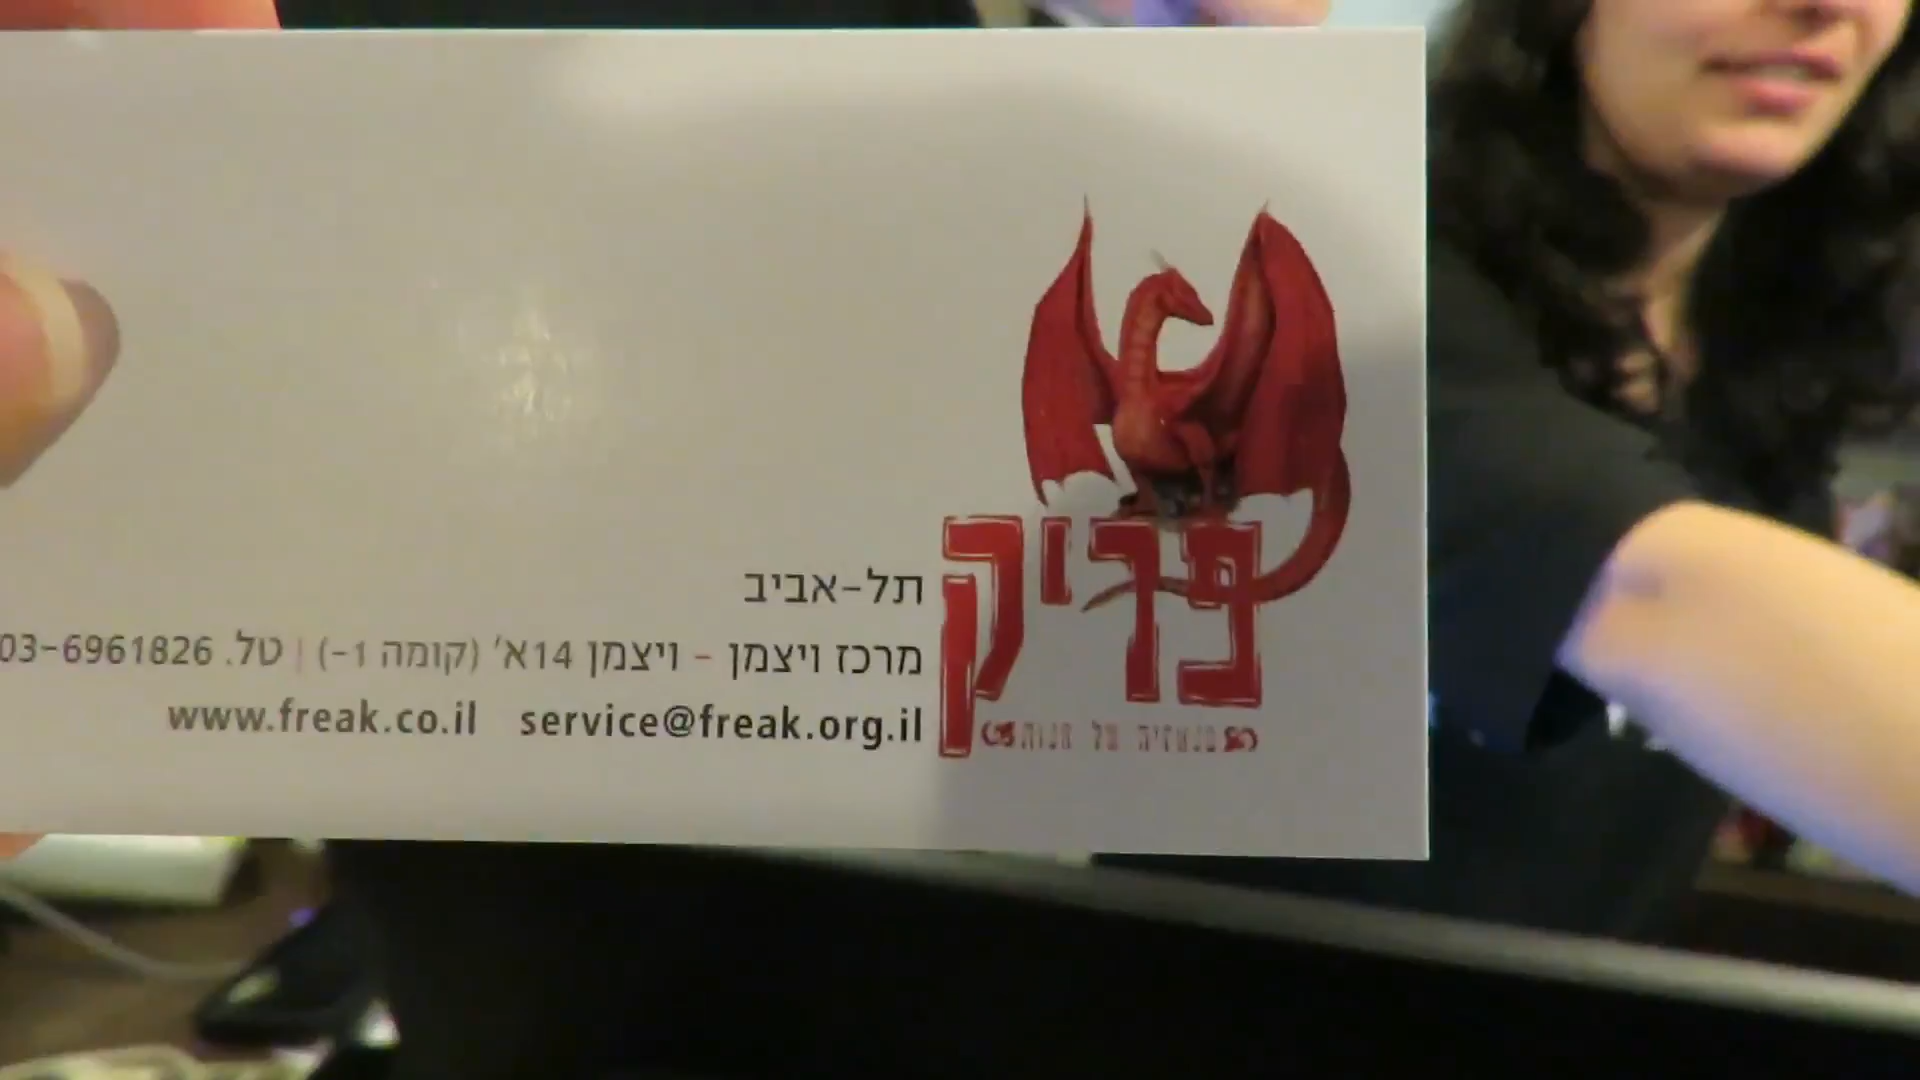 פריק
פנטזיה של חנות
תל-אביב
מרכז ויצמן - ויצמן 14א' (קומה 1-) | טל. 03-6961826
www.freak.co.il service@freak.org.il